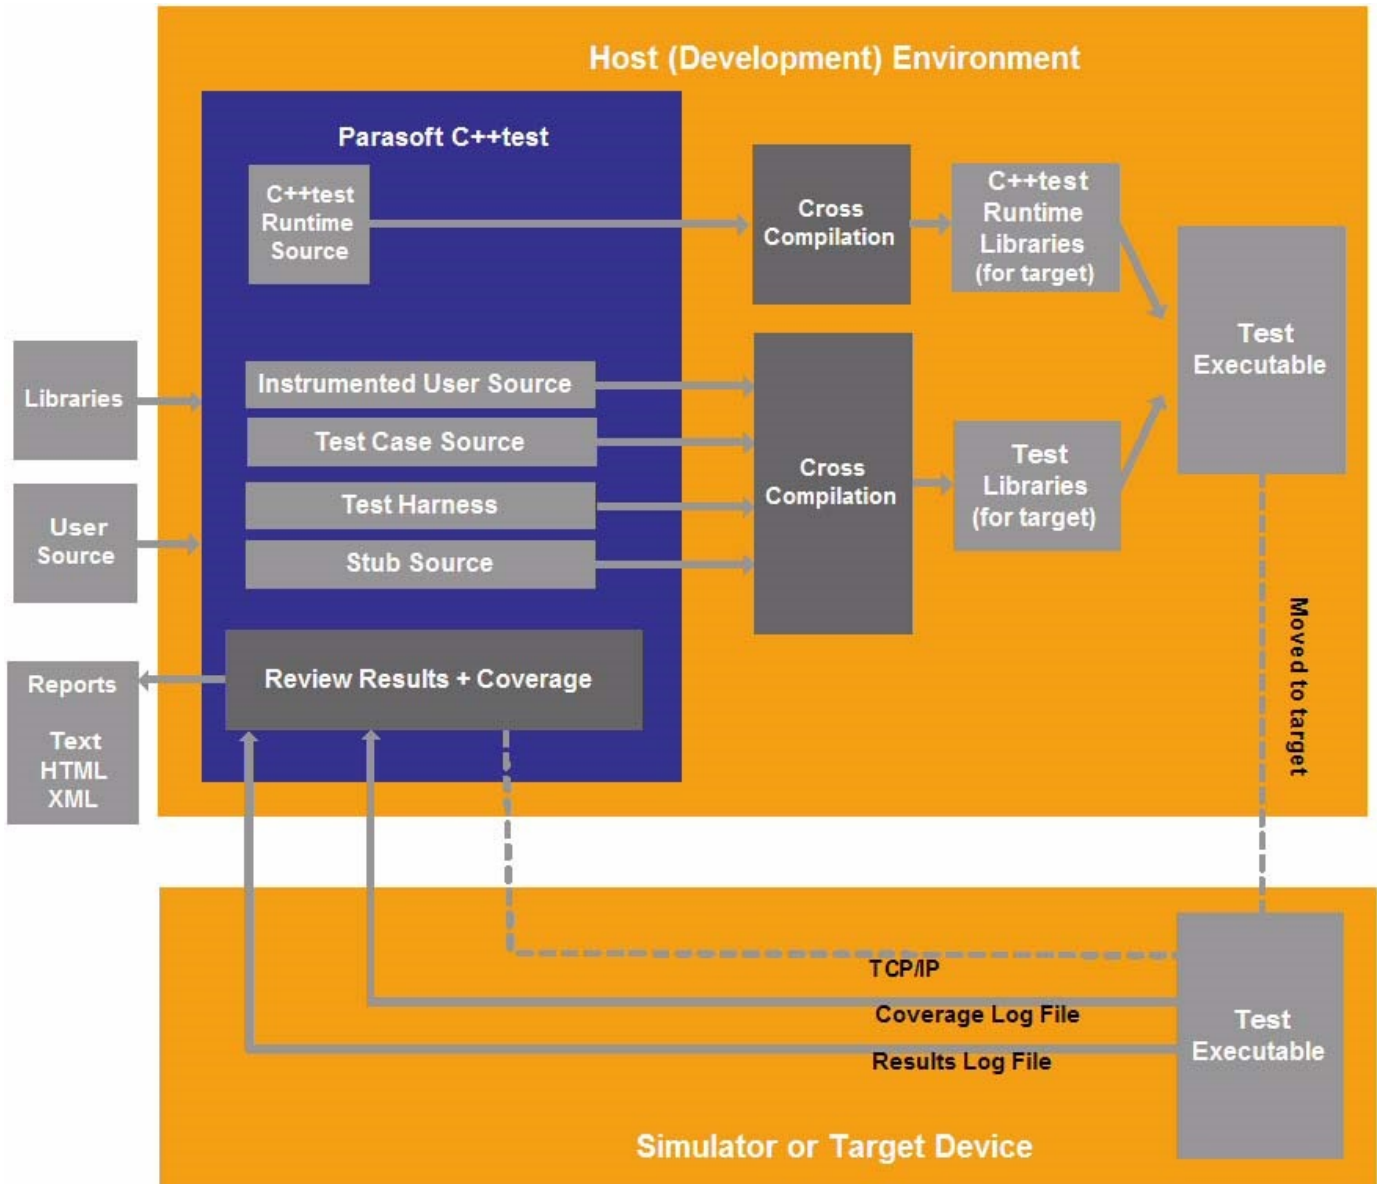 Host (Development) Environment
Parasoft C++test
C++test
Runtime
Source
Cross
Compilation
C++test
Runtime
Libraries
(for target)
Test
Executable
Libraries
User
Source
Instrumented User Source
Test Case Source
Test Harness
Stub Source
Cross
Compilation
Test
Libraries
(for target)
Moved to target
Review Results + Coverage
Reports
Text
HTML
XML
TCP/IP
Coverage Log File
Results Log File
Test
Executable
Simulator or Target Device